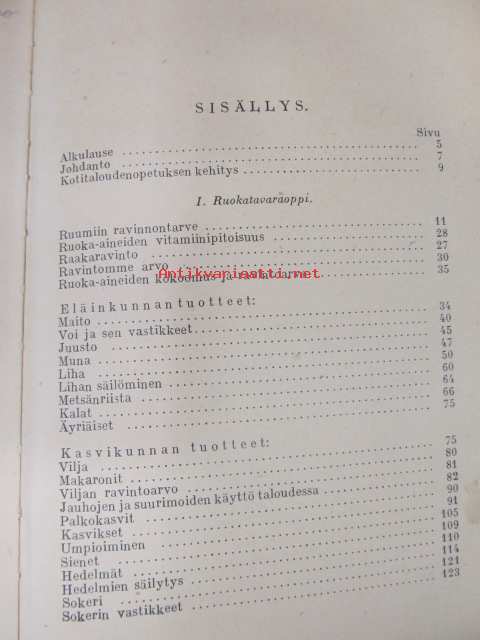 SISÄLLYS.
Sivu
Alkulause 5
Johdanto 7
Kotitaloudenopetuksen kehitys 9
I. Ruokatavaraoppi.
Ruumiin ravinnontarve 11
Ruoka-aineiden vitamiinipitoisuus 28
Raakaravinto 27
Ravintomme arvo 30
Ruoka-aineiden kokoomus ja ravintoarvo 35
Antikvariaatti.net
Eläinkunnan tuotteet:
Maito 34
Voi ja sen vastikkeet 40
Juusto 45
Muna 47
Liha 50
Lihan säilöminen 60
Metsänriista 64
Kalat 66
Äyriäiset 75
Kasvikunnan tuotteet:
Vilja 75
Makaronit 80
Viljan ravintoarvo 81
Jauhojen ja suurimoiden käyttö taloudessa 82
Palkokasvit 90
Kasvikset 91
Umpioiminen 105
Sienet 109
Hedelmät 110
Hedelmien säilytys 114
Sokeri 121
Sokerin vastikkeet 123